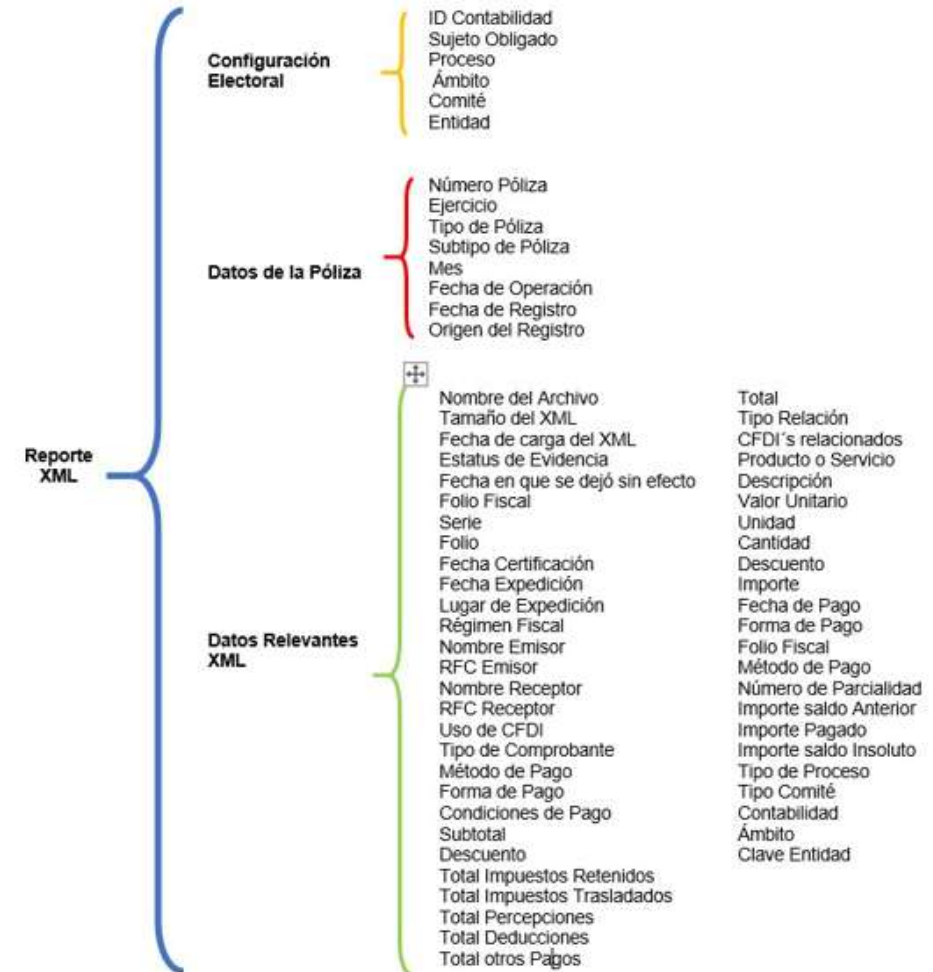 Reporte
XML
Configuración
Electoral
ID Contabilidad
Sujeto Obligado
Proceso
Ámbito
Comité
Entidad
Datos de la Póliza
Número Póliza
Ejercicio
Tipo de Póliza
Subtipo de Póliza
Mes
Fecha de Operación
Fecha de Registro
Origen del Registro
Datos Relevantes
XML
Nombre del Archivo
Tamaño del XML
Fecha de carga del XML
Estatus de Evidencia
Fecha en que se dejó sin efecto
Folio Fiscal
Serie
Folio
Fecha Certificación
Fecha Expedición
Lugar de Expedición
Régimen Fiscal
Nombre Emisor
RFC Emisor
Nombre Receptor
RFC Receptor
Uso de CFDI
Tipo de Comprobante
Método de Pago
Forma de Pago
Condiciones de Pago
Subtotal
Descuento
Total Impuestos Retenidos
Total Impuestos Trasladados
Total Percepciones
Total Deducciones
Total otros Pagos
Total
Tipo Relación
CFDI´s relacionados
Producto o Servicio
Descripción
Valor Unitario
Unidad
Cantidad
Descuento
Importe
Fecha de Pago
Forma de Pago
Folio Fiscal
Método de Pago
Número de Parcialidad
Importe saldo Anterior
Importe Pagado
Importe saldo Insoluto
Tipo de Proceso
Tipo Comité
Contabilidad
Ámbito
Clave Entidad